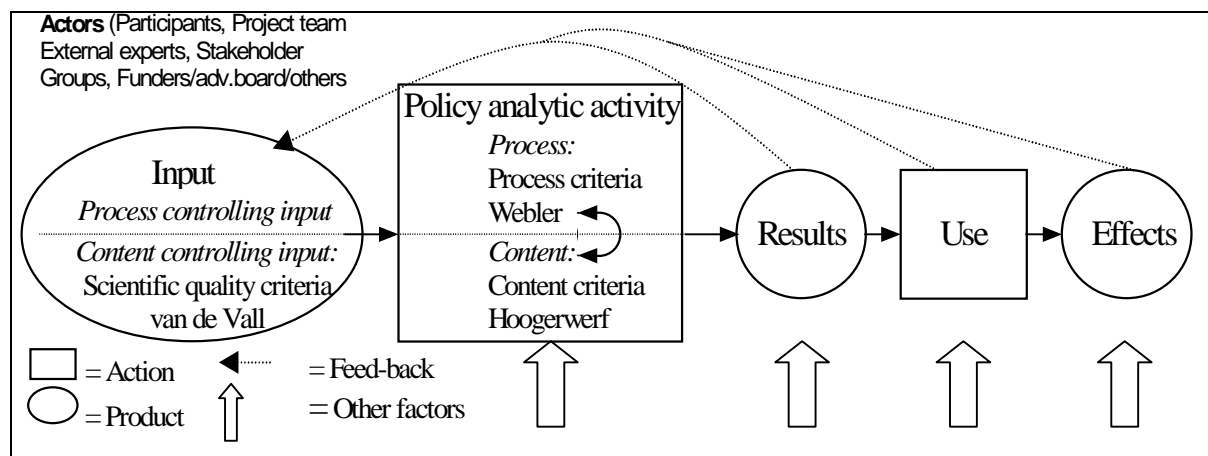 Actors (Participants, Project team
External experts, Stakeholder
Groups, Funders/adv.board/others
Input
Process controlling input
Content controlling input:
Scientific quality criteria
van de Vall
Policy analytic activity
Process:
Process criteria
Webler
Content:
Content criteria
Hoogerwerf
Results
Use
Effects
= Action
= Feed-back
= Product
= Other factors